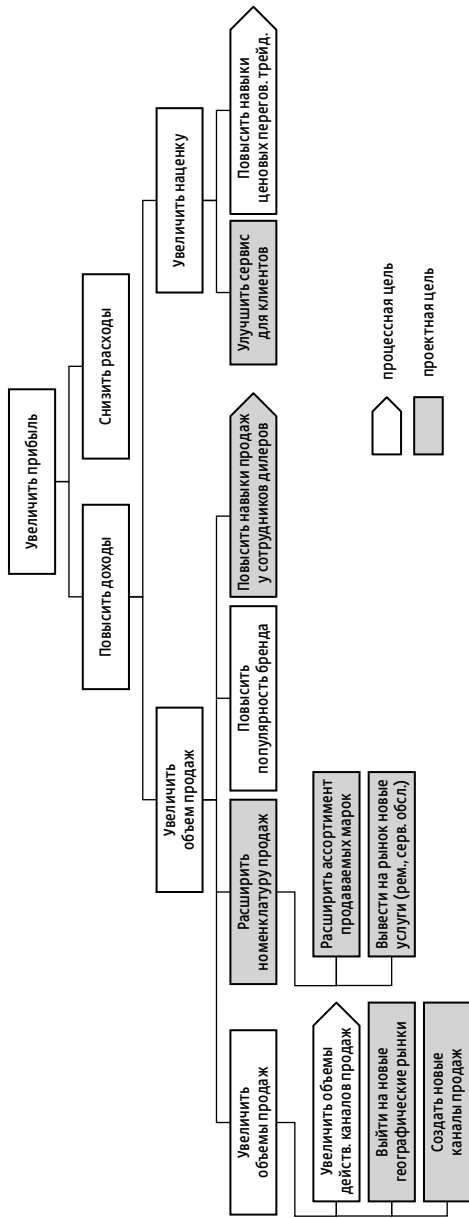 Увеличить прибыль
Повысить доходы
Снизить расходы
Увеличить
объем продаж
Увеличить наценку
Увеличить
объемы продаж
Расширить
номенклатуру продаж
Повысить
популярность бренда
Повысить навыки продаж
у сотрудников дилеров
Улучшить сервис
для клиентов
Повысить навыки
ценовых перегов. трейд.
Увеличить объемы
действ. каналов продаж
Выйти на новые
географические рынки
Создать новые
каналы продаж
Расширить ассортимент
продаваемых марок
Вывести на рынок новые
услуги (рем., серв. обсл.)
процессная цель
проектная цель